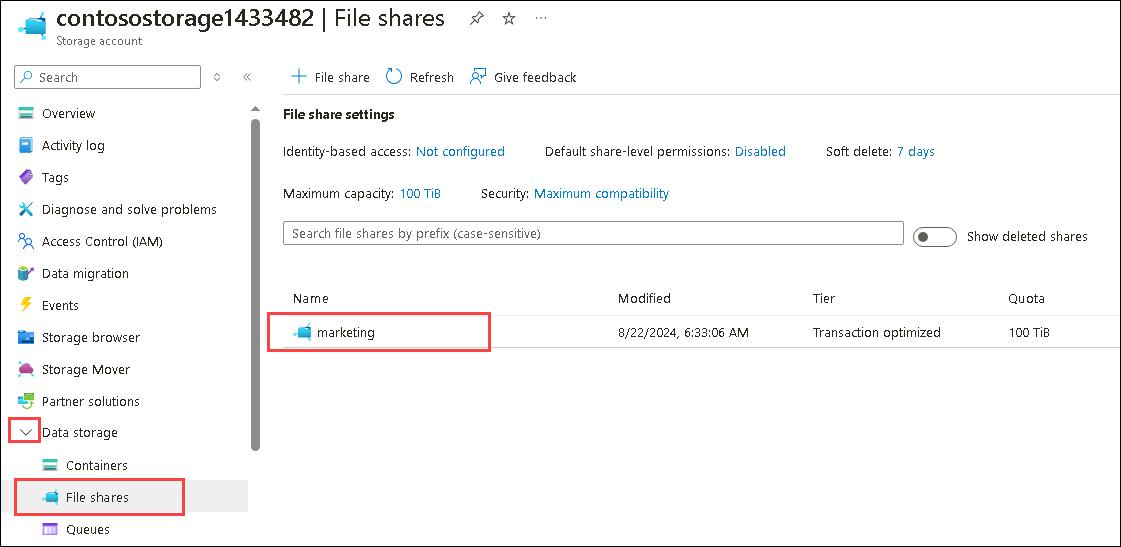 contosostorage1433482 | File shares
Storage account
Search
Overview
Activity log
Tags
Diagnose and solve problems
Access Control (IAM)
Data migration
Events
Storage browser
Storage Mover
Partner solutions
Data storage
Containers
File shares
Queues
File share Refresh Give feedback
File share settings
Identity-based access: Not configured Default share-level permissions: Disabled Soft delete: 7 days
Maximum capacity: 100 TiB Security: Maximum compatibility
Search file shares by prefix (case-sensitive) Show deleted shares
Name Modified Tier Quota
marketing 8/22/2024, 6:33:06 AM Transaction optimized 100 TiB